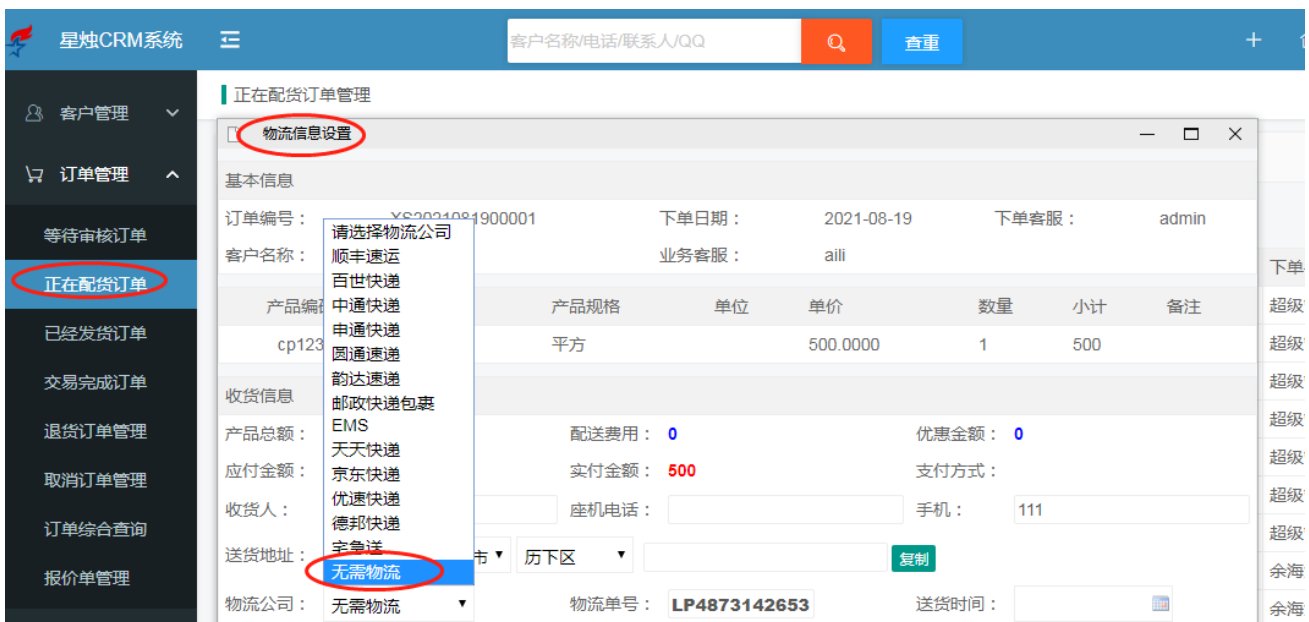 星烛CRM系统
客户名称/电话/联系人/QQ
查重
客户管理
订单管理
等待审核订单
正在配货订单
已经发货订单
交易完成订单
退货订单管理
取消订单管理
订单综合查询
报价单管理
正在配货订单管理
物流信息设置
基本信息
订单编号： XS2021081900001 下单日期： 2021-08-19 下单客服： admin
客户名称： 业务客服： aili
产品编 产品规格 单位 单价 数量 小计 备注
cp123 平方 500.0000 1 500
收货信息
产品总额： 配送费用： 0 优惠金额： 0
应付金额： 实付金额： 500 支付方式：
收货人： 座机电话： 手机： 111
送货地址： 市 历下区 复制
物流公司： 无需物流 物流单号： LP4873142653 送货时间：
请选择物流公司
顺丰速运
百世快递
中通快递
申通快递
圆通速递
韵达速递
邮政快递包裹
EMS
天天快递
京东快递
优速快递
德邦快递
宅急送
无需物流
下单
超级
超级
超级
超级
超级
超级
超级
余海
余海